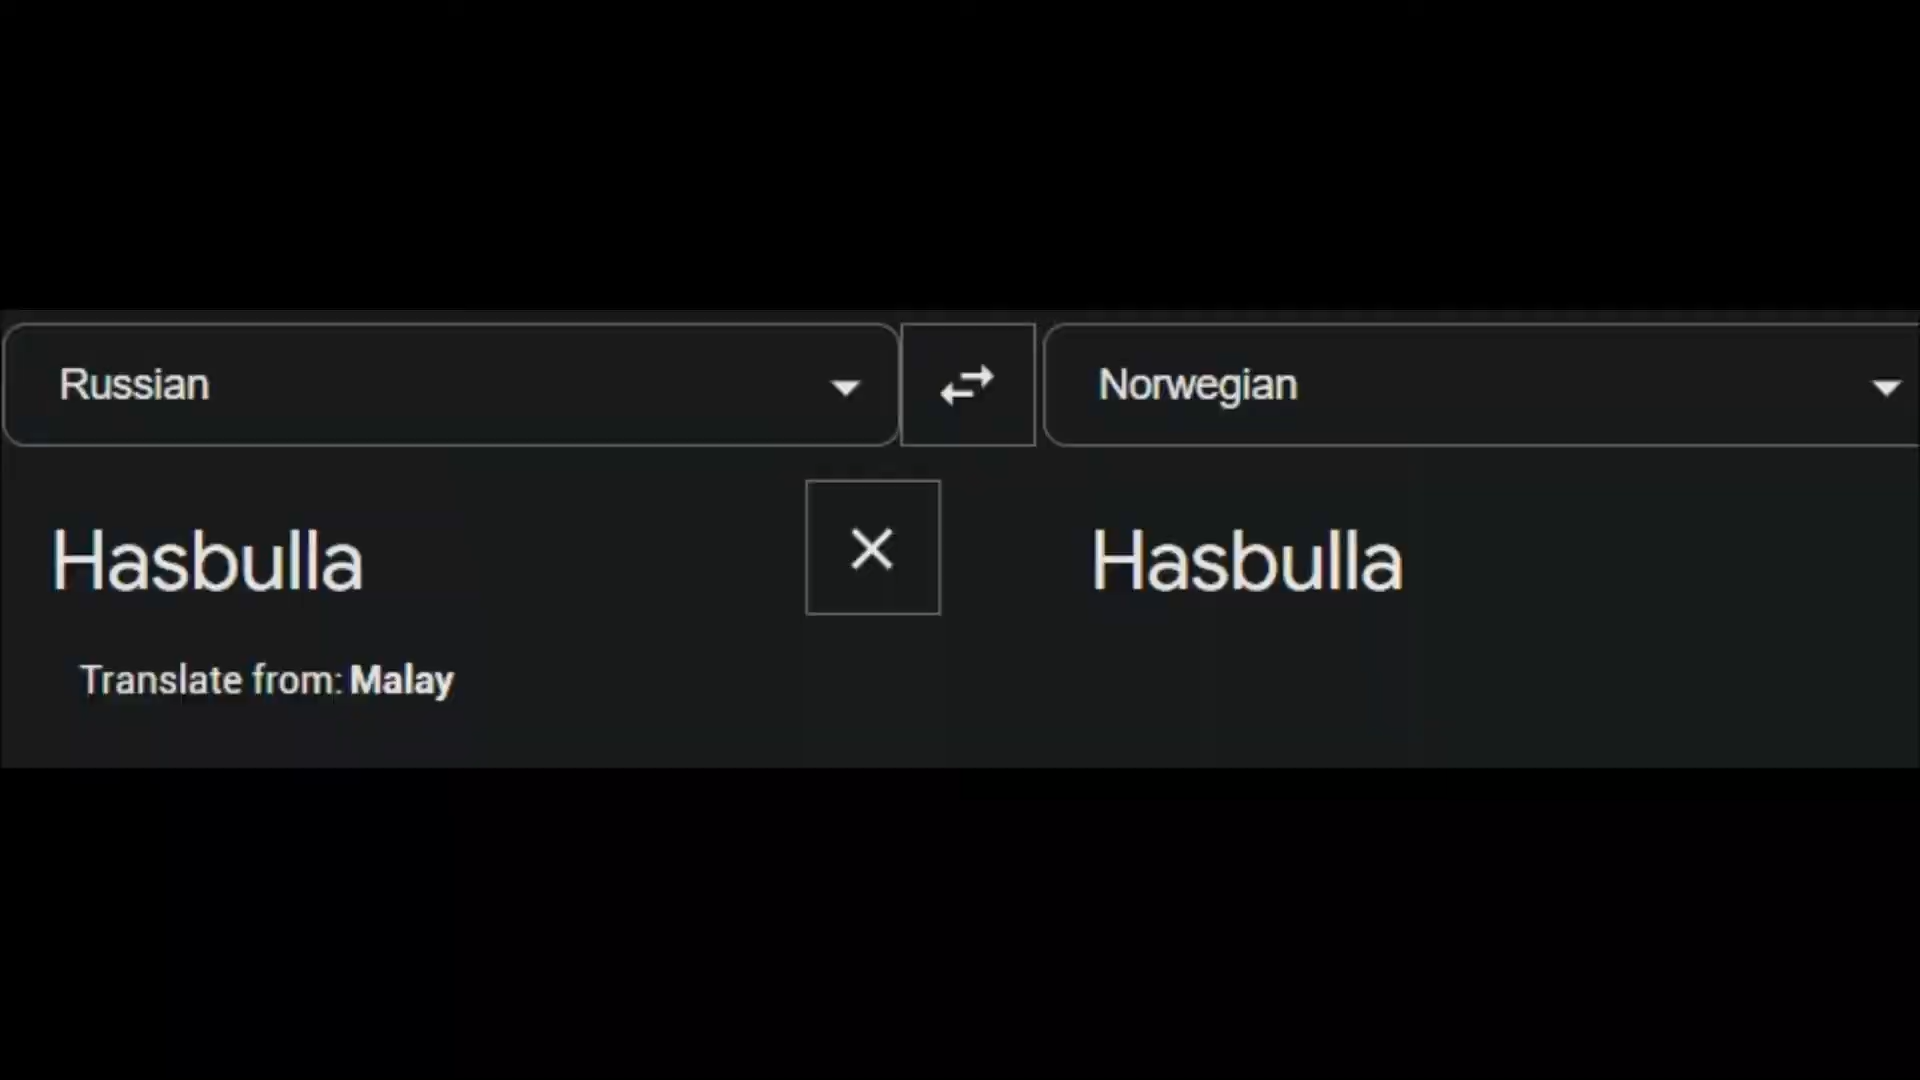 Russian
Norwegian
Hasbulla
Hasbulla
Translate from: Malay